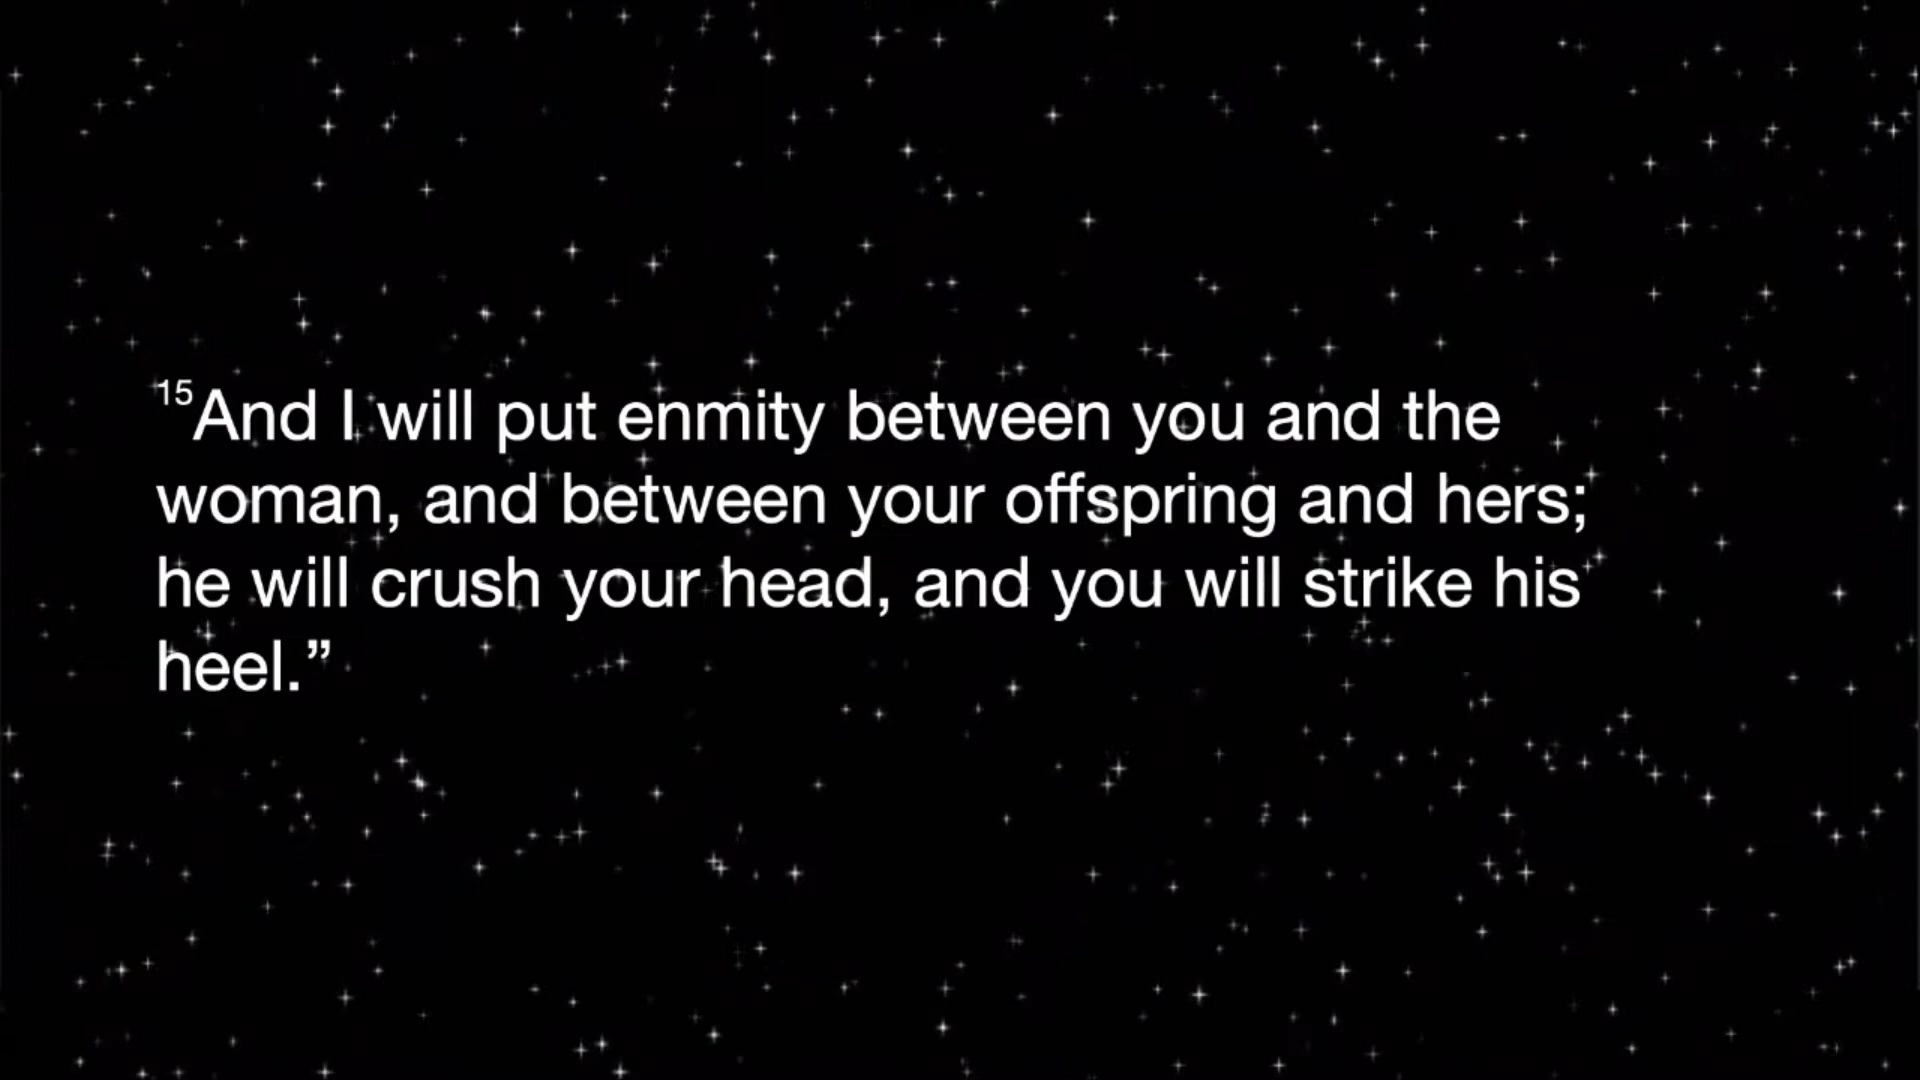 15And I will put enmity between you and the
woman, and between your offspring and hers;
he will crush your head, and you will strike his
heel.”